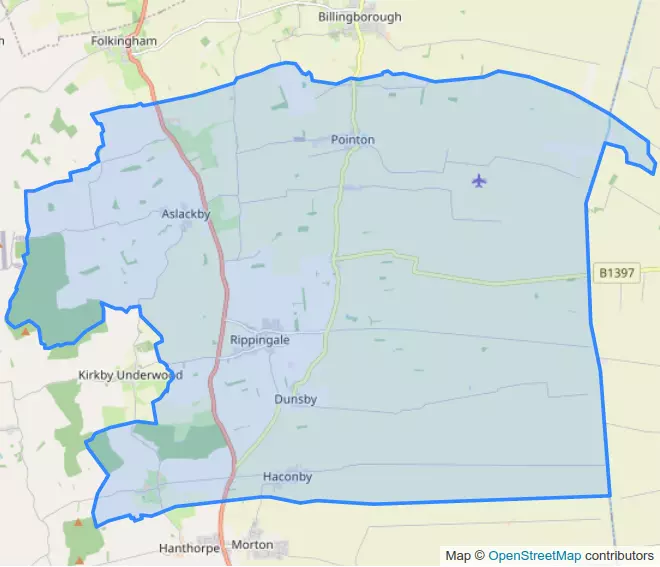 Billingborough
Folkingham
h
Pointon
Aslackby
B1397
Rippingale
Kirkby Underwood
Dunsby
Haconby
Hanthorpe
Morton
Map © OpenStreetMap contributors